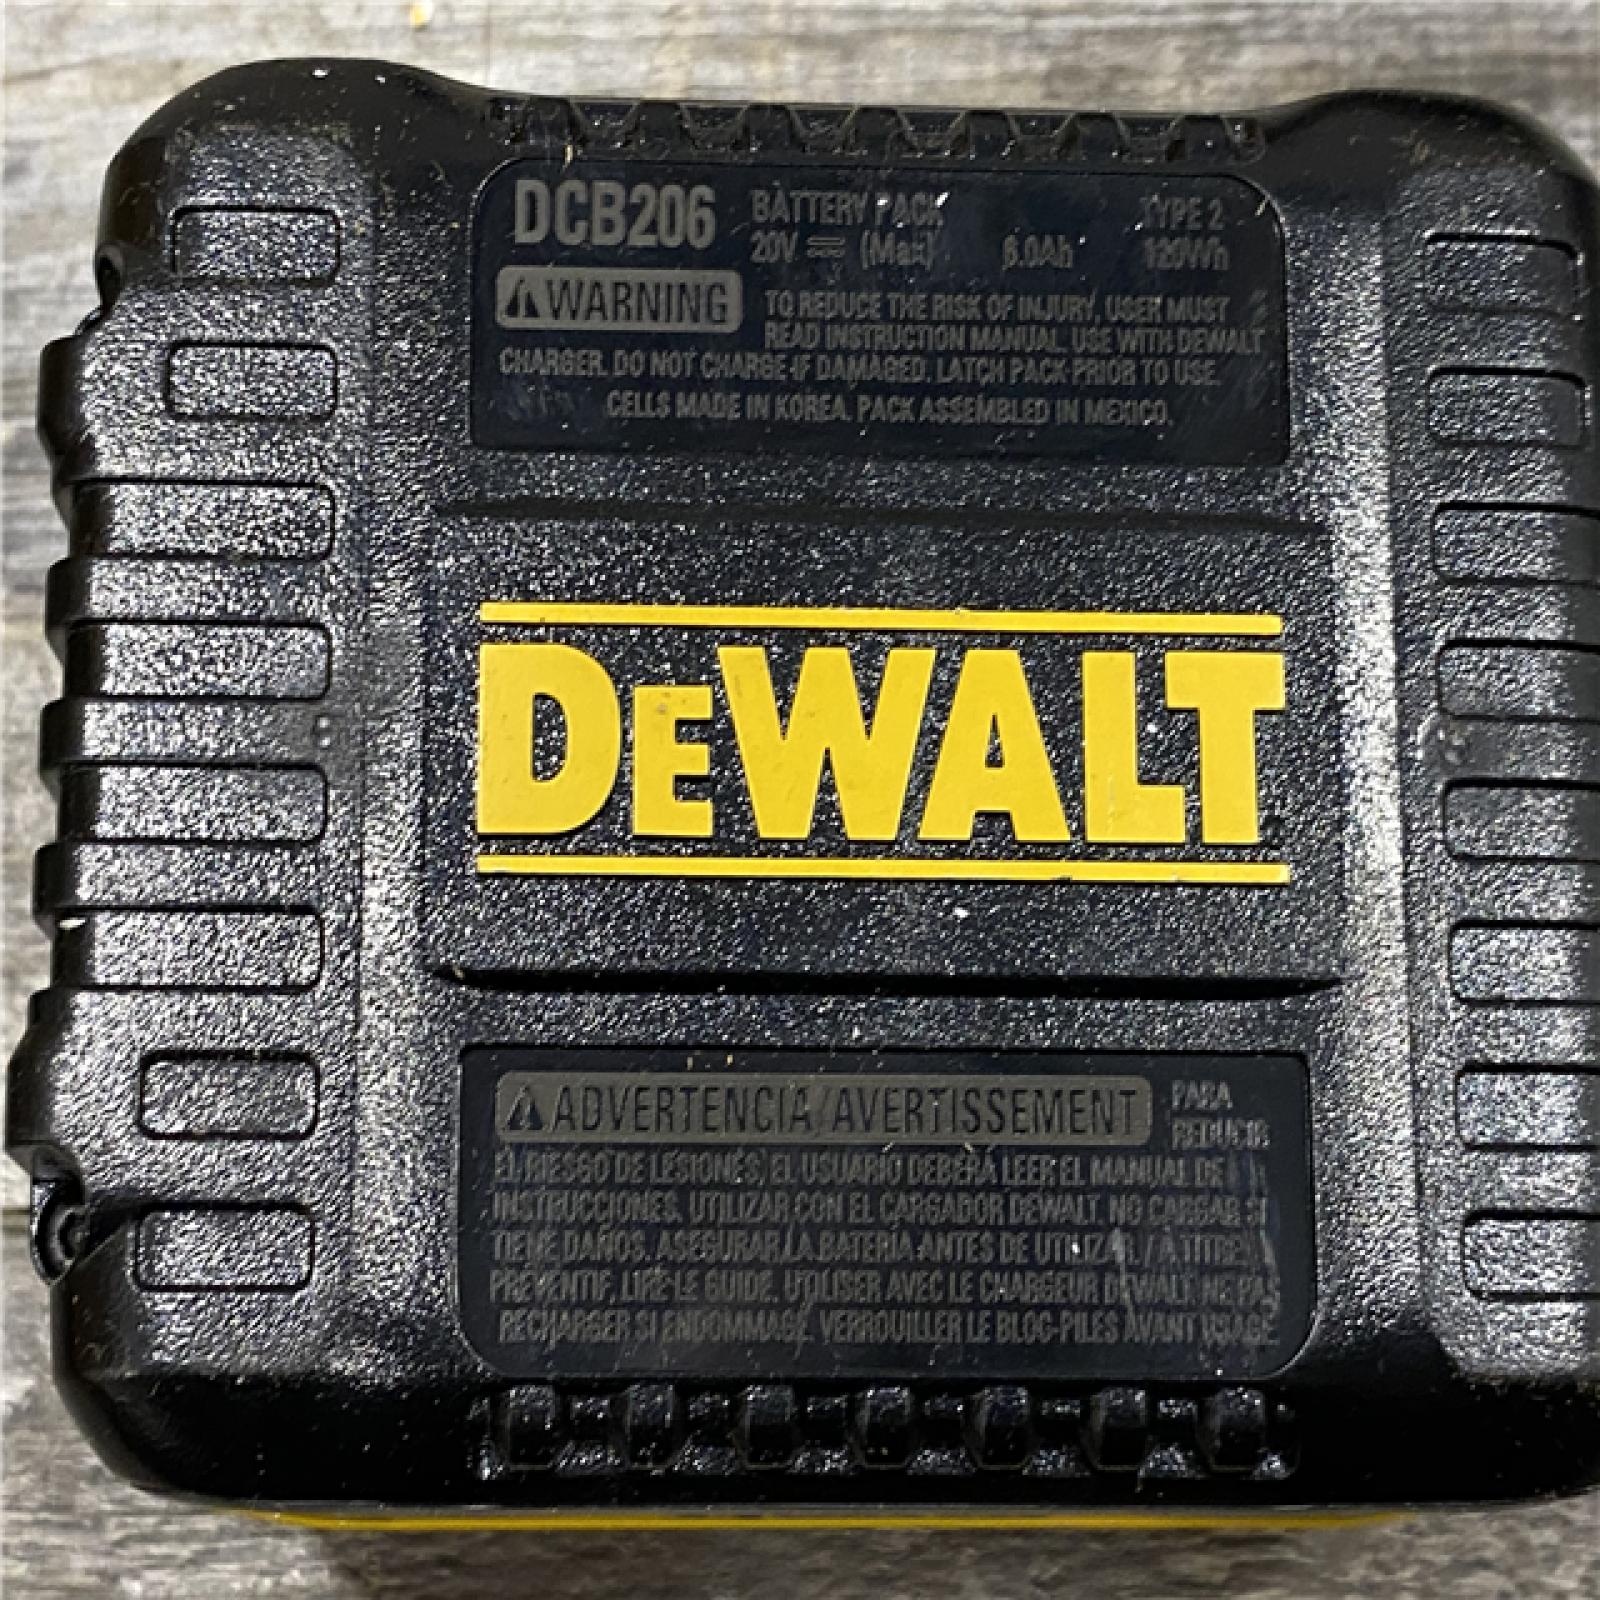 DCB206 BATTERY PACK TYPE 2
20V ⎓ (Max) 6.0Ah 120Wh
⚠ WARNING TO REDUCE THE RISK OF INJURY, USER MUST
READ INSTRUCTION MANUAL. USE WITH DEWALT
CHARGER. DO NOT CHARGE IF DAMAGED. LATCH PACK PRIOR TO USE.
CELLS MADE IN KOREA. PACK ASSEMBLED IN MEXICO.
DEWALT
⚠ ADVERTENCIA/AVERTISSEMENT PARA
REDUCIR
EL RIESGO DE LESIONES, EL USUARIO DEBERÁ LEER EL MANUAL DE
INSTRUCCIONES. UTILIZAR CON EL CARGADOR DEWALT. NO CARGAR SI
TIENE DAÑOS. ASEGURAR LA BATERÍA ANTES DE UTILIZAR. / À TITRE
PRÉVENTIF, LIRE LE GUIDE. UTILISER AVEC LE CHARGEUR DEWALT. NE PAS
RECHARGER SI ENDOMMAGÉ. VERROUILLER LE BLOC-PILES AVANT USAGE.